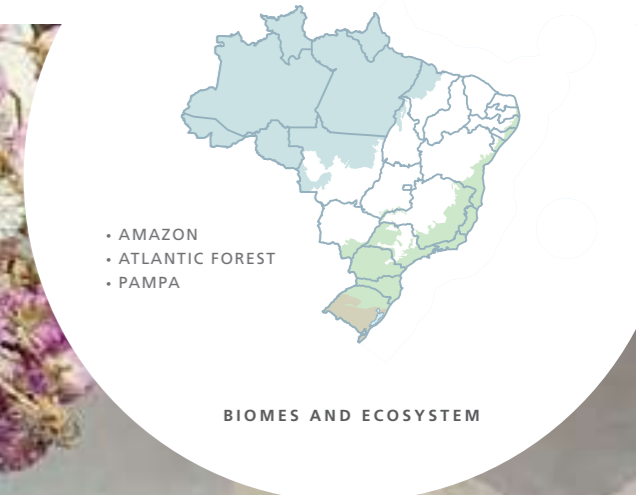 • AMAZON
• ATLANTIC FOREST
• PAMPA
BIOMES AND ECOSYSTEM